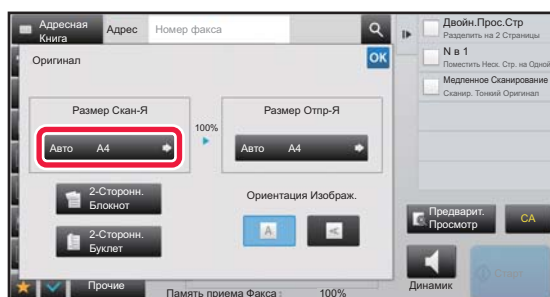 Адресная
Книга
Адрес
Номер факса
Двойн.Прос.Стр
Разделить на 2 Страницы
N в 1
Поместить Неск. Стр. на Одной
Медленное Сканирование
Сканир. Тонкий Оригинал
Оригинал
OK
Размер Скан-Я
100%
Размер Отпр-Я
Авто A4
Авто A4
2-Сторонн.
Блокнот
2-Сторонн.
Буклет
Ориентация Изображ.
A
A
Предварит.
Просмотр
CA
Прочие
Память приема Факса : 100%
Динамик
Старт